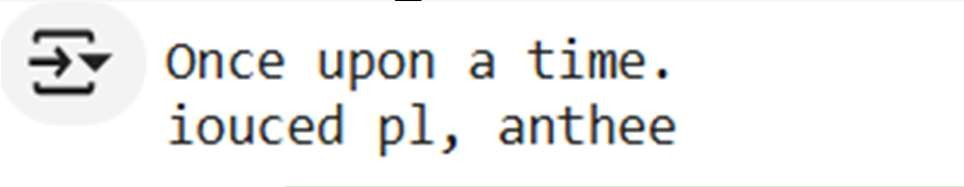 Once upon a time.
iouced pl, anthee